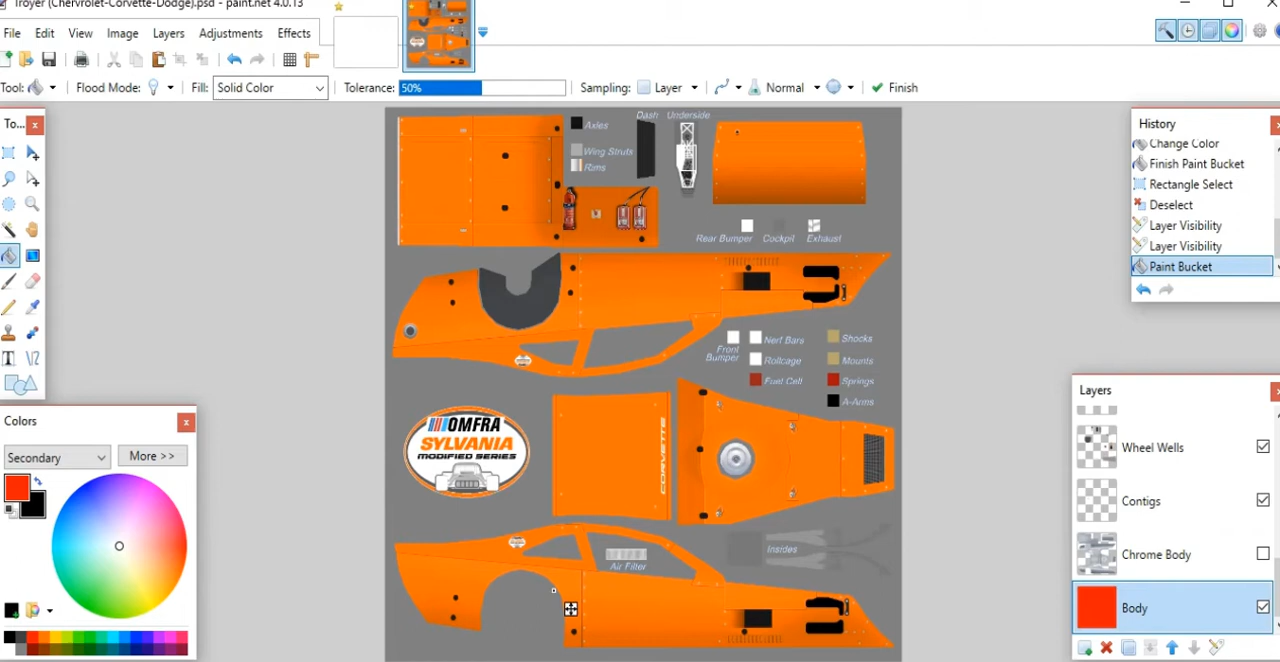 Troyer (Chervrolet-Corvette-Dodge).psd - paint.net 4.0.13
File Edit View Image Layers Adjustments Effects
Tool: Flood Mode: Fill: Solid Color Tolerance: 50% Sampling: Layer Normal Finish
To...
Axles
Wing Struts
Rims
Dash
Underside
Rear Bumper Cockpit Exhaust
Front Bumper
Nerf Bars
Rollcage
Fuel Cell
Shocks
Mounts
Springs
A-Arms
OMFRA
SYLVANIA
MODIFIED SERIES
CORVETTE
Air Filter
Insides
History
Change Color
Finish Paint Bucket
Rectangle Select
Deselect
Layer Visibility
Layer Visibility
Paint Bucket
Colors
Secondary
More >>
Layers
Wheel Wells
Contigs
Chrome Body
Body